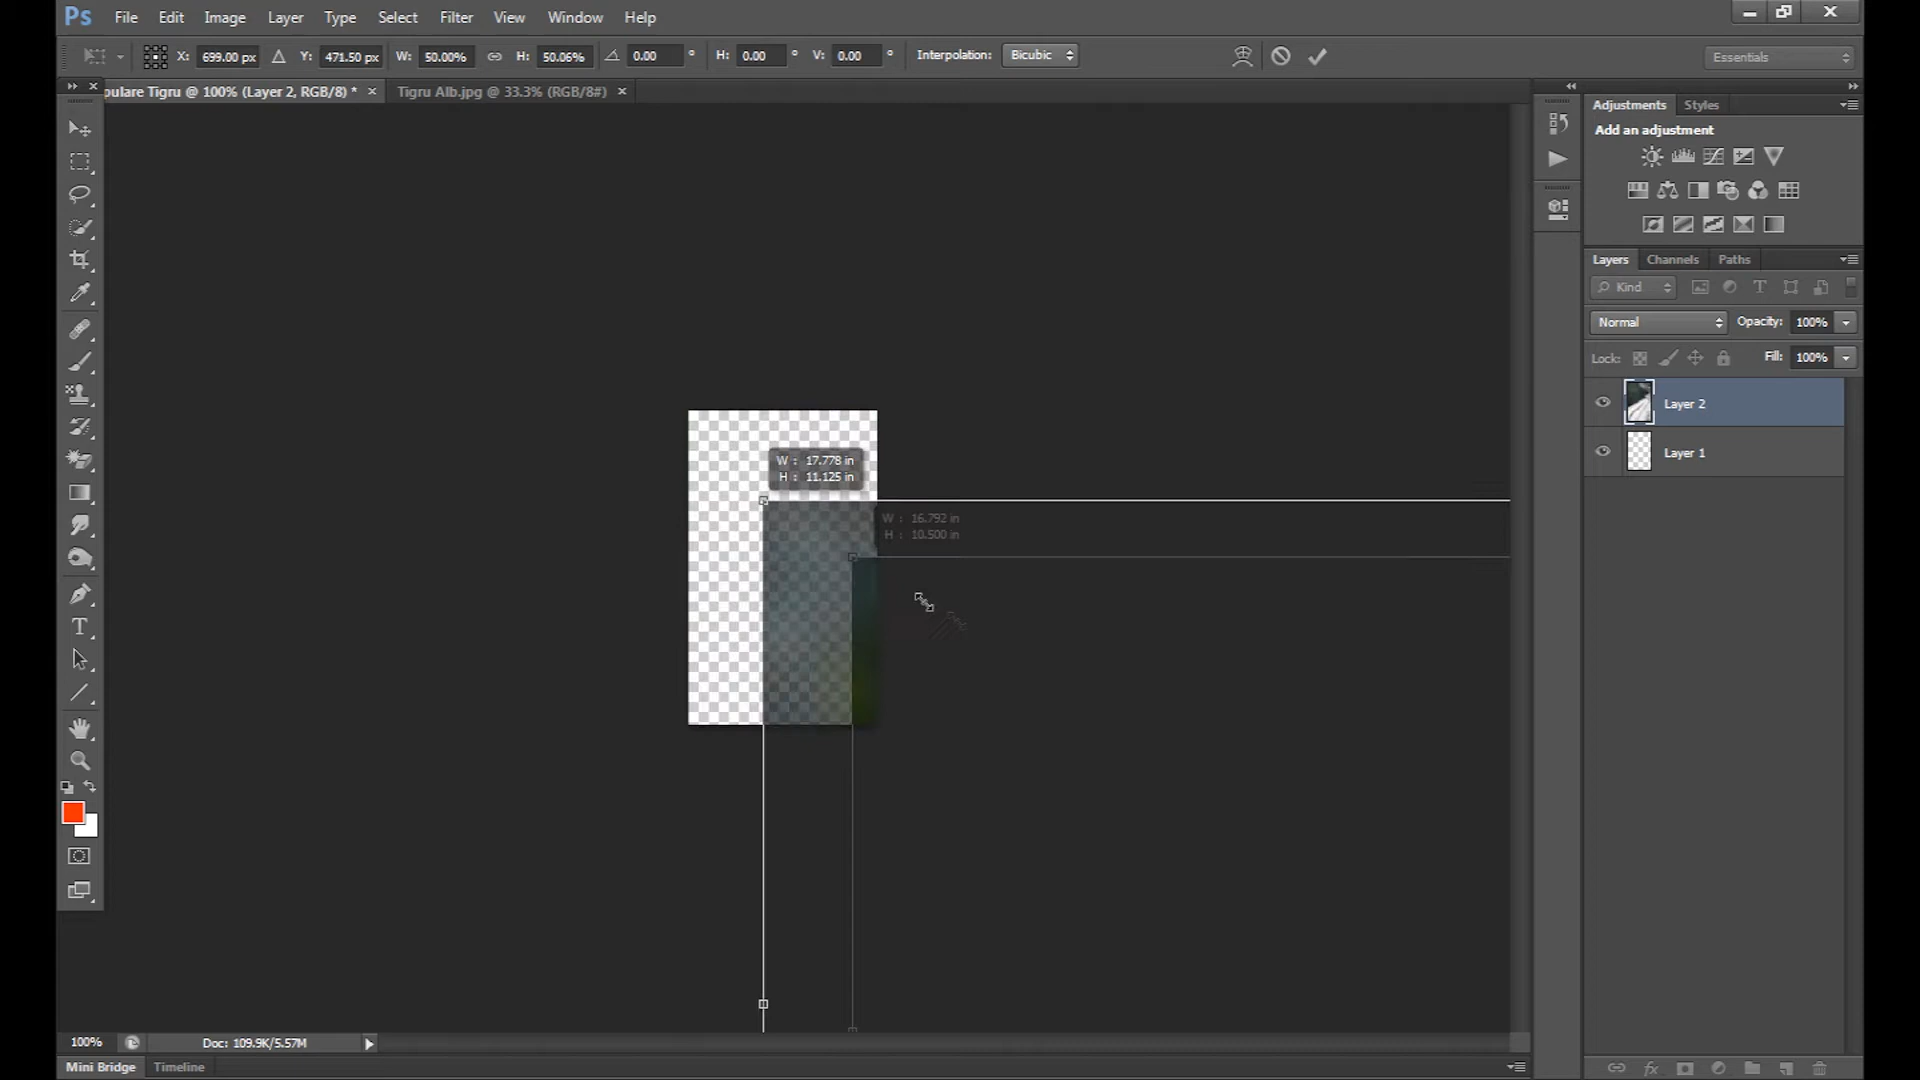 Ps File Edit Image Layer Type Select Filter View Window Help
X: 699.00 px Y: 471.50 px W: 50.00% H: 50.06% 0.00 ° H: 0.00 ° V: 0.00 ° Interpolation: Bicubic Essentials
pulare Tigru @ 100% (Layer 2, RGB/8) * × Tigru Alb.jpg @ 33.3% (RGB/8#) ×
Adjustments Styles
Add an adjustment
Layers Channels Paths
Kind
Normal Opacity: 100%
Lock: Fill: 100%
Layer 2
Layer 1
W : 17.778 in
H : 11.125 in
W : 16.792 in
H : 10.500 in
100% Doc: 109.9K/5.57M
Mini Bridge Timeline